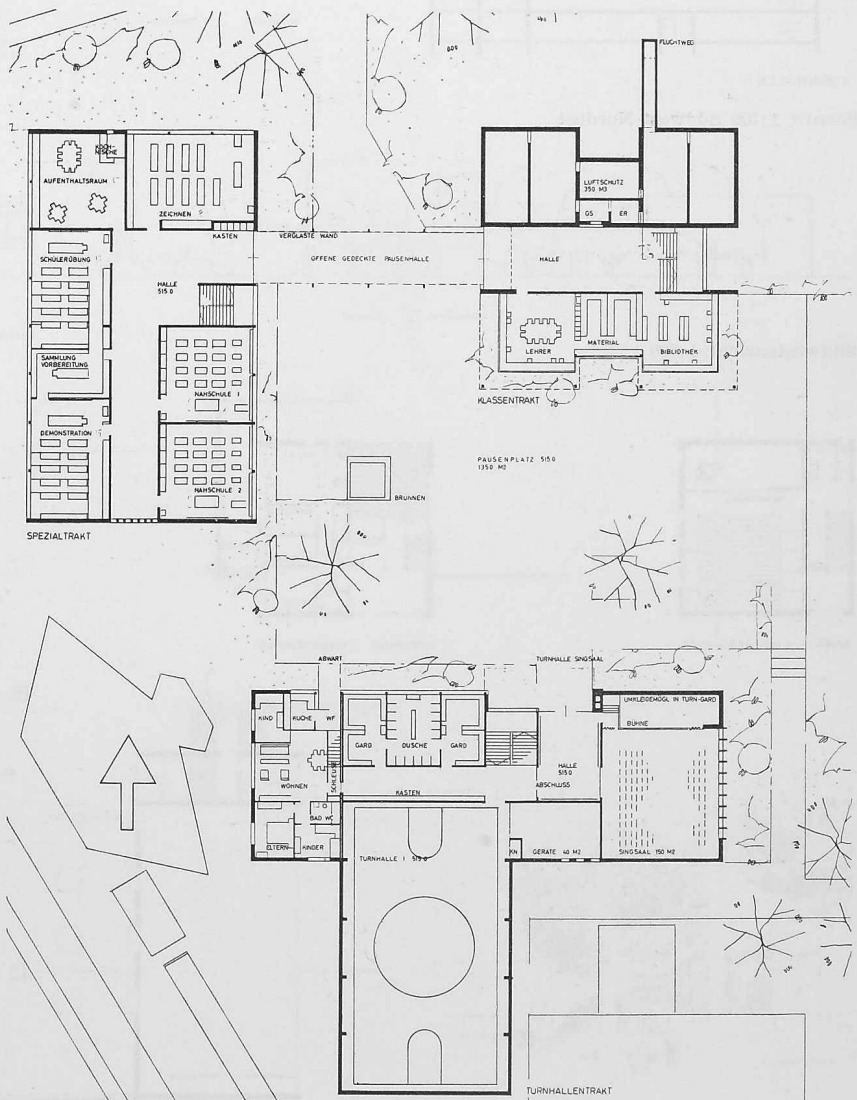 FLUCHTWEG
KOCH-
NISCHE
AUFENTHALTSRAUM
ZEICHNEN
KASTEN
VERGLASTE WAND
OFFENE GEDECKTE PAUSENHALLE
LUFTSCHUTZ
350 M3
GS
ER
HALLE
SCHÜLERÜBUNG
HALLE
515.0
SAMMLUNG
VORBEREITUNG
NAHSCHULE 1
DEMONSTRATION
NAHSCHULE 2
SPEZIALTRAKT
LEHRER
MATERIAL
BIBLIOTHEK
KLASSENTRAKT
PAUSENPLATZ 515.0
1350 M2
BRUNNEN
ABWART
TURNHALLE SINGSAAL
KIND
KÜCHE
WF
GARD
DUSCHE
GARD
UMKLEIDEMÖGL IN TURN-GARD
BÜHNE
HALLE
515.0
ABSCHLUSS
WOHNEN
SCHLEUSE
KASTEN
BAD WC
ELTERN
KINDER
TURNHALLE 1 515.0
KN
GERÄTE 40 M2
SINGSAAL 150 M2
TURNHALLENTRAKT